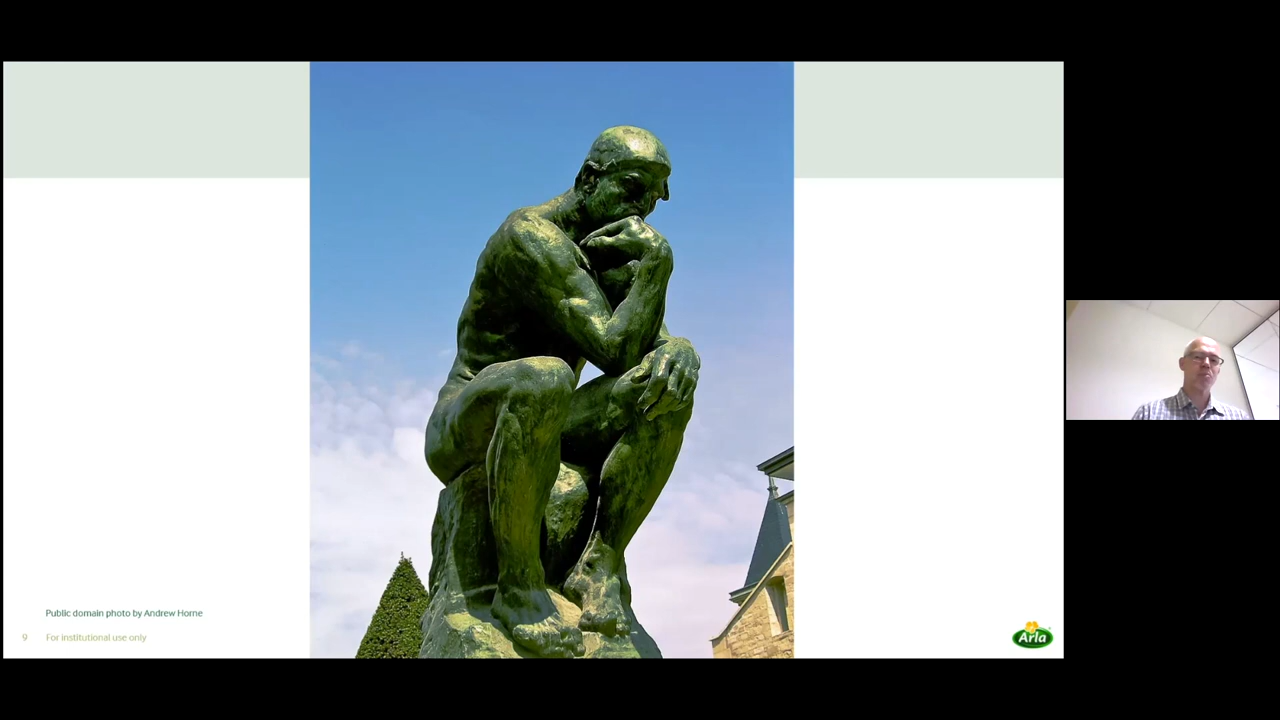 Public domain photo by Andrew Horne
9 For institutional use only
Arla